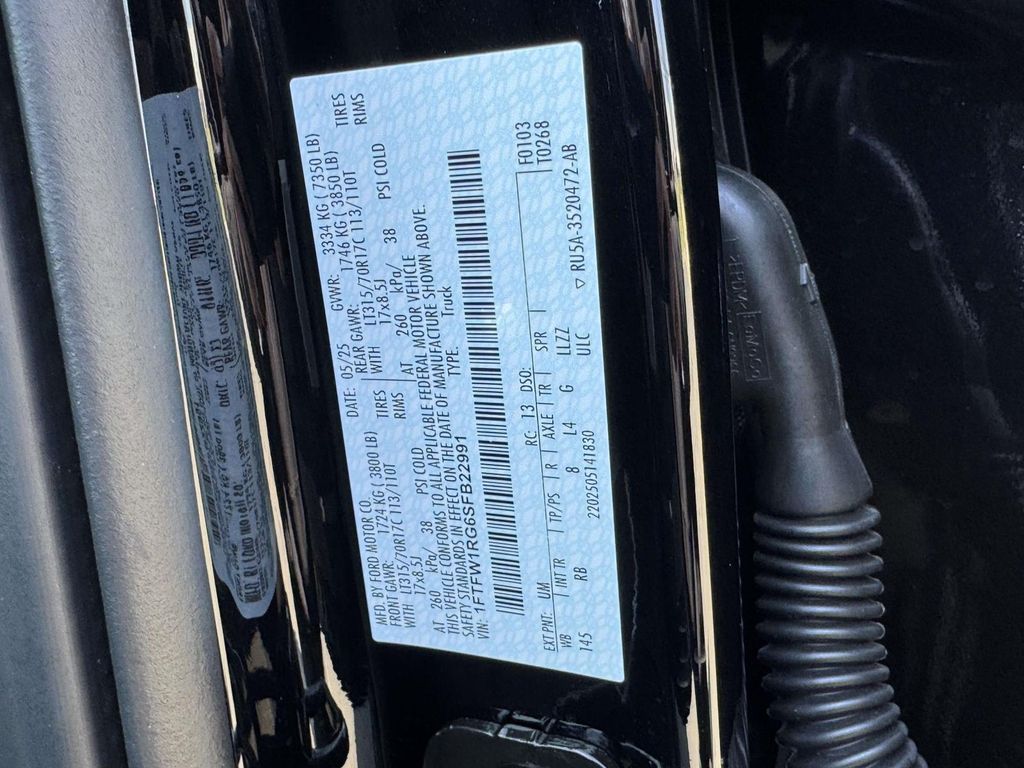 MFD. BY FORD MOTOR CO.
DATE: 05/25 GVWR: 3334 KG ( 7350 LB)
FRONT GAWR: 1724 KG ( 3800 LB) REAR GAWR: 1746 KG ( 3850 LB)
WITH LT315/70R17C 113/110T TIRES WITH LT315/70R17C 113/110T TIRES
17x8.5J RIMS 17x8.5J RIMS
AT 260 kPa/ 38 PSI COLD AT 260 kPa/ 38 PSI COLD
THIS VEHICLE CONFORMS TO ALL APPLICABLE FEDERAL MOTOR VEHICLE
SAFETY STANDARDS IN EFFECT ON THE DATE OF MANUFACTURE SHOWN ABOVE.
VIN: 1FTFW1RG6SFB22991 TYPE: Truck
EXT PNT: UM RC: 13 DSO: F0103
WB INT TR TP/PS R AXLE TR SPR T0268
145 RB 8 L4 G LLZZ
2202505141830 ULC
RU5A-3520472-AB